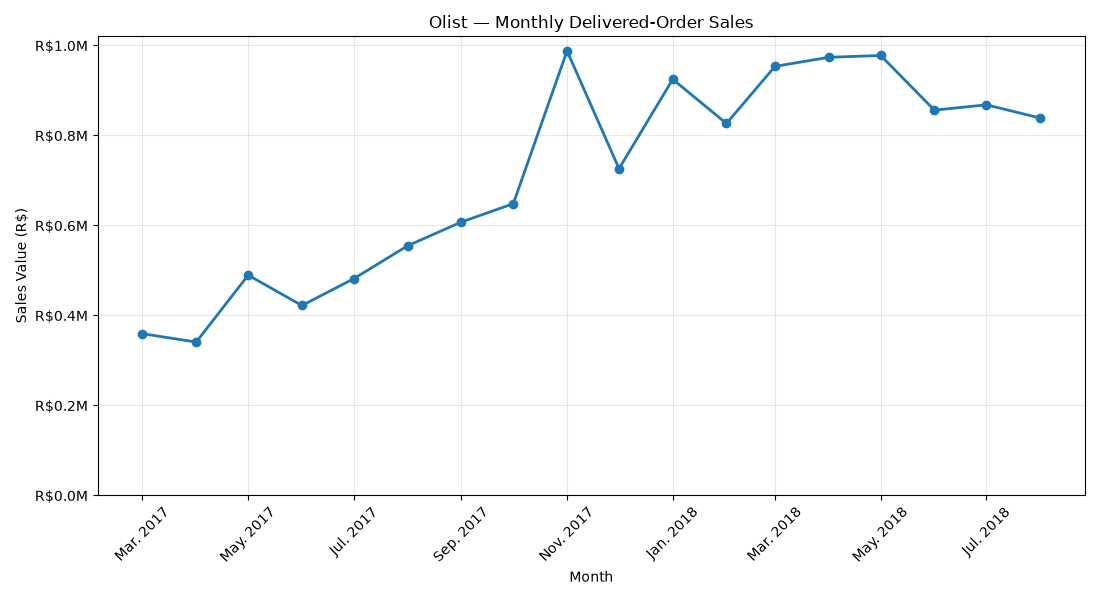 Olist — Monthly Delivered-Order Sales
R$1.0M
R$0.8M
R$0.6M
R$0.4M
R$0.2M
R$0.0M
Sales Value (R$)
Mar. 2017
May. 2017
Jul. 2017
Sep. 2017
Nov. 2017
Jan. 2018
Mar. 2018
May. 2018
Jul. 2018
Month